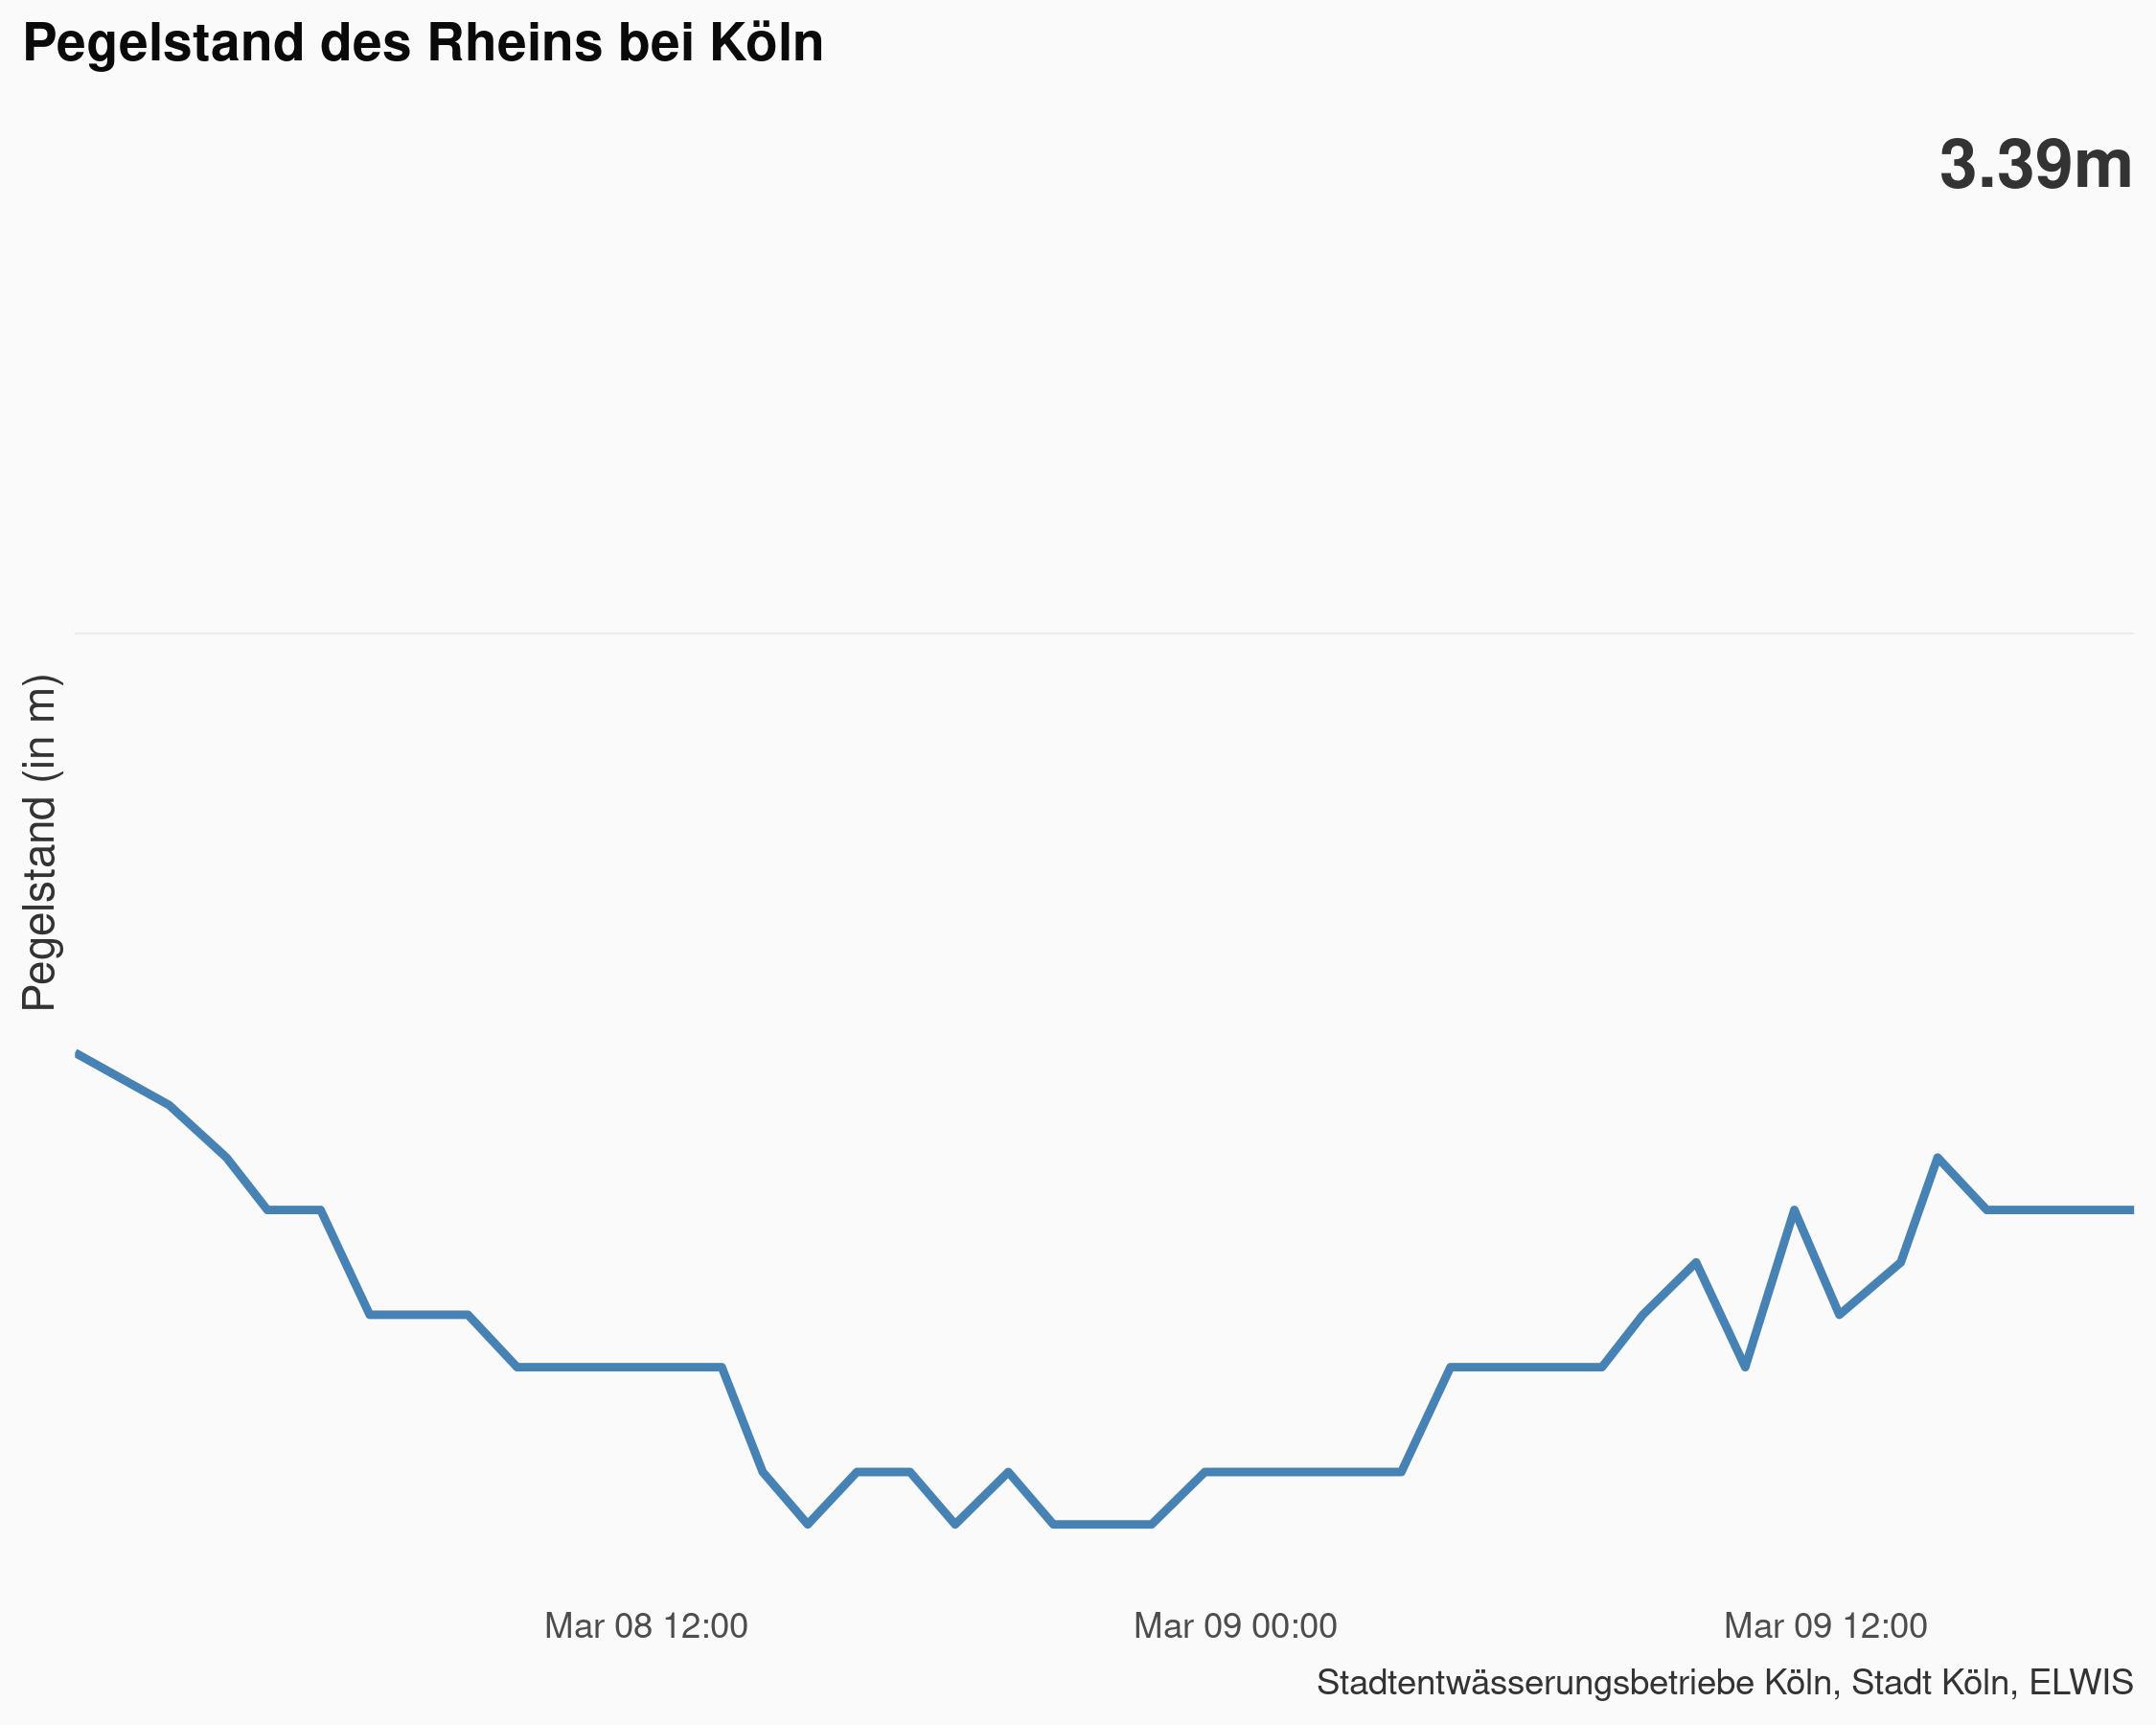 Pegelstand des Rheins bei Köln
3.39m
Pegelstand (in m)
Mar 08 12:00
Mar 09 00:00
Mar 09 12:00
Stadtentwässerungsbetriebe Köln, Stadt Köln, ELWIS